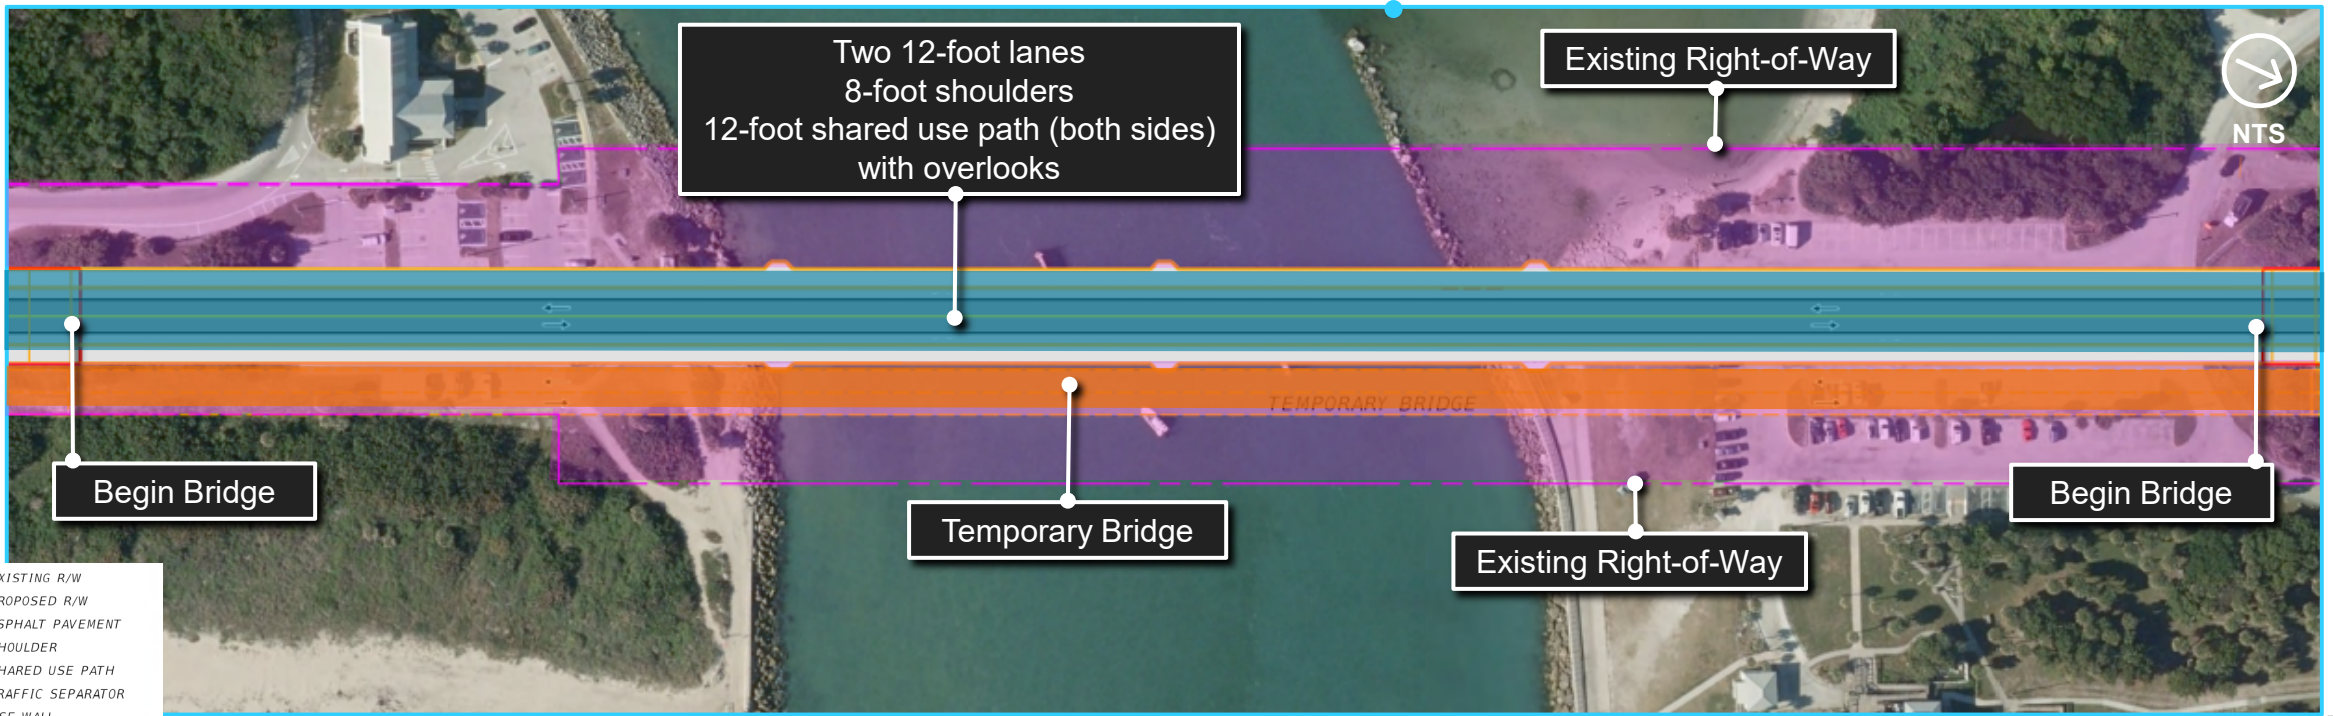 Two 12-foot lanes
8-foot shoulders
12-foot shared use path (both sides)
with overlooks
Existing Right-of-Way
NTS
TEMPORARY BRIDGE
Begin Bridge
Temporary Bridge
Existing Right-of-Way
Begin Bridge
XISTING R/W
ROPOSED R/W
SPHALT PAVEMENT
HOULDER
HARED USE PATH
RAFFIC SEPARATOR